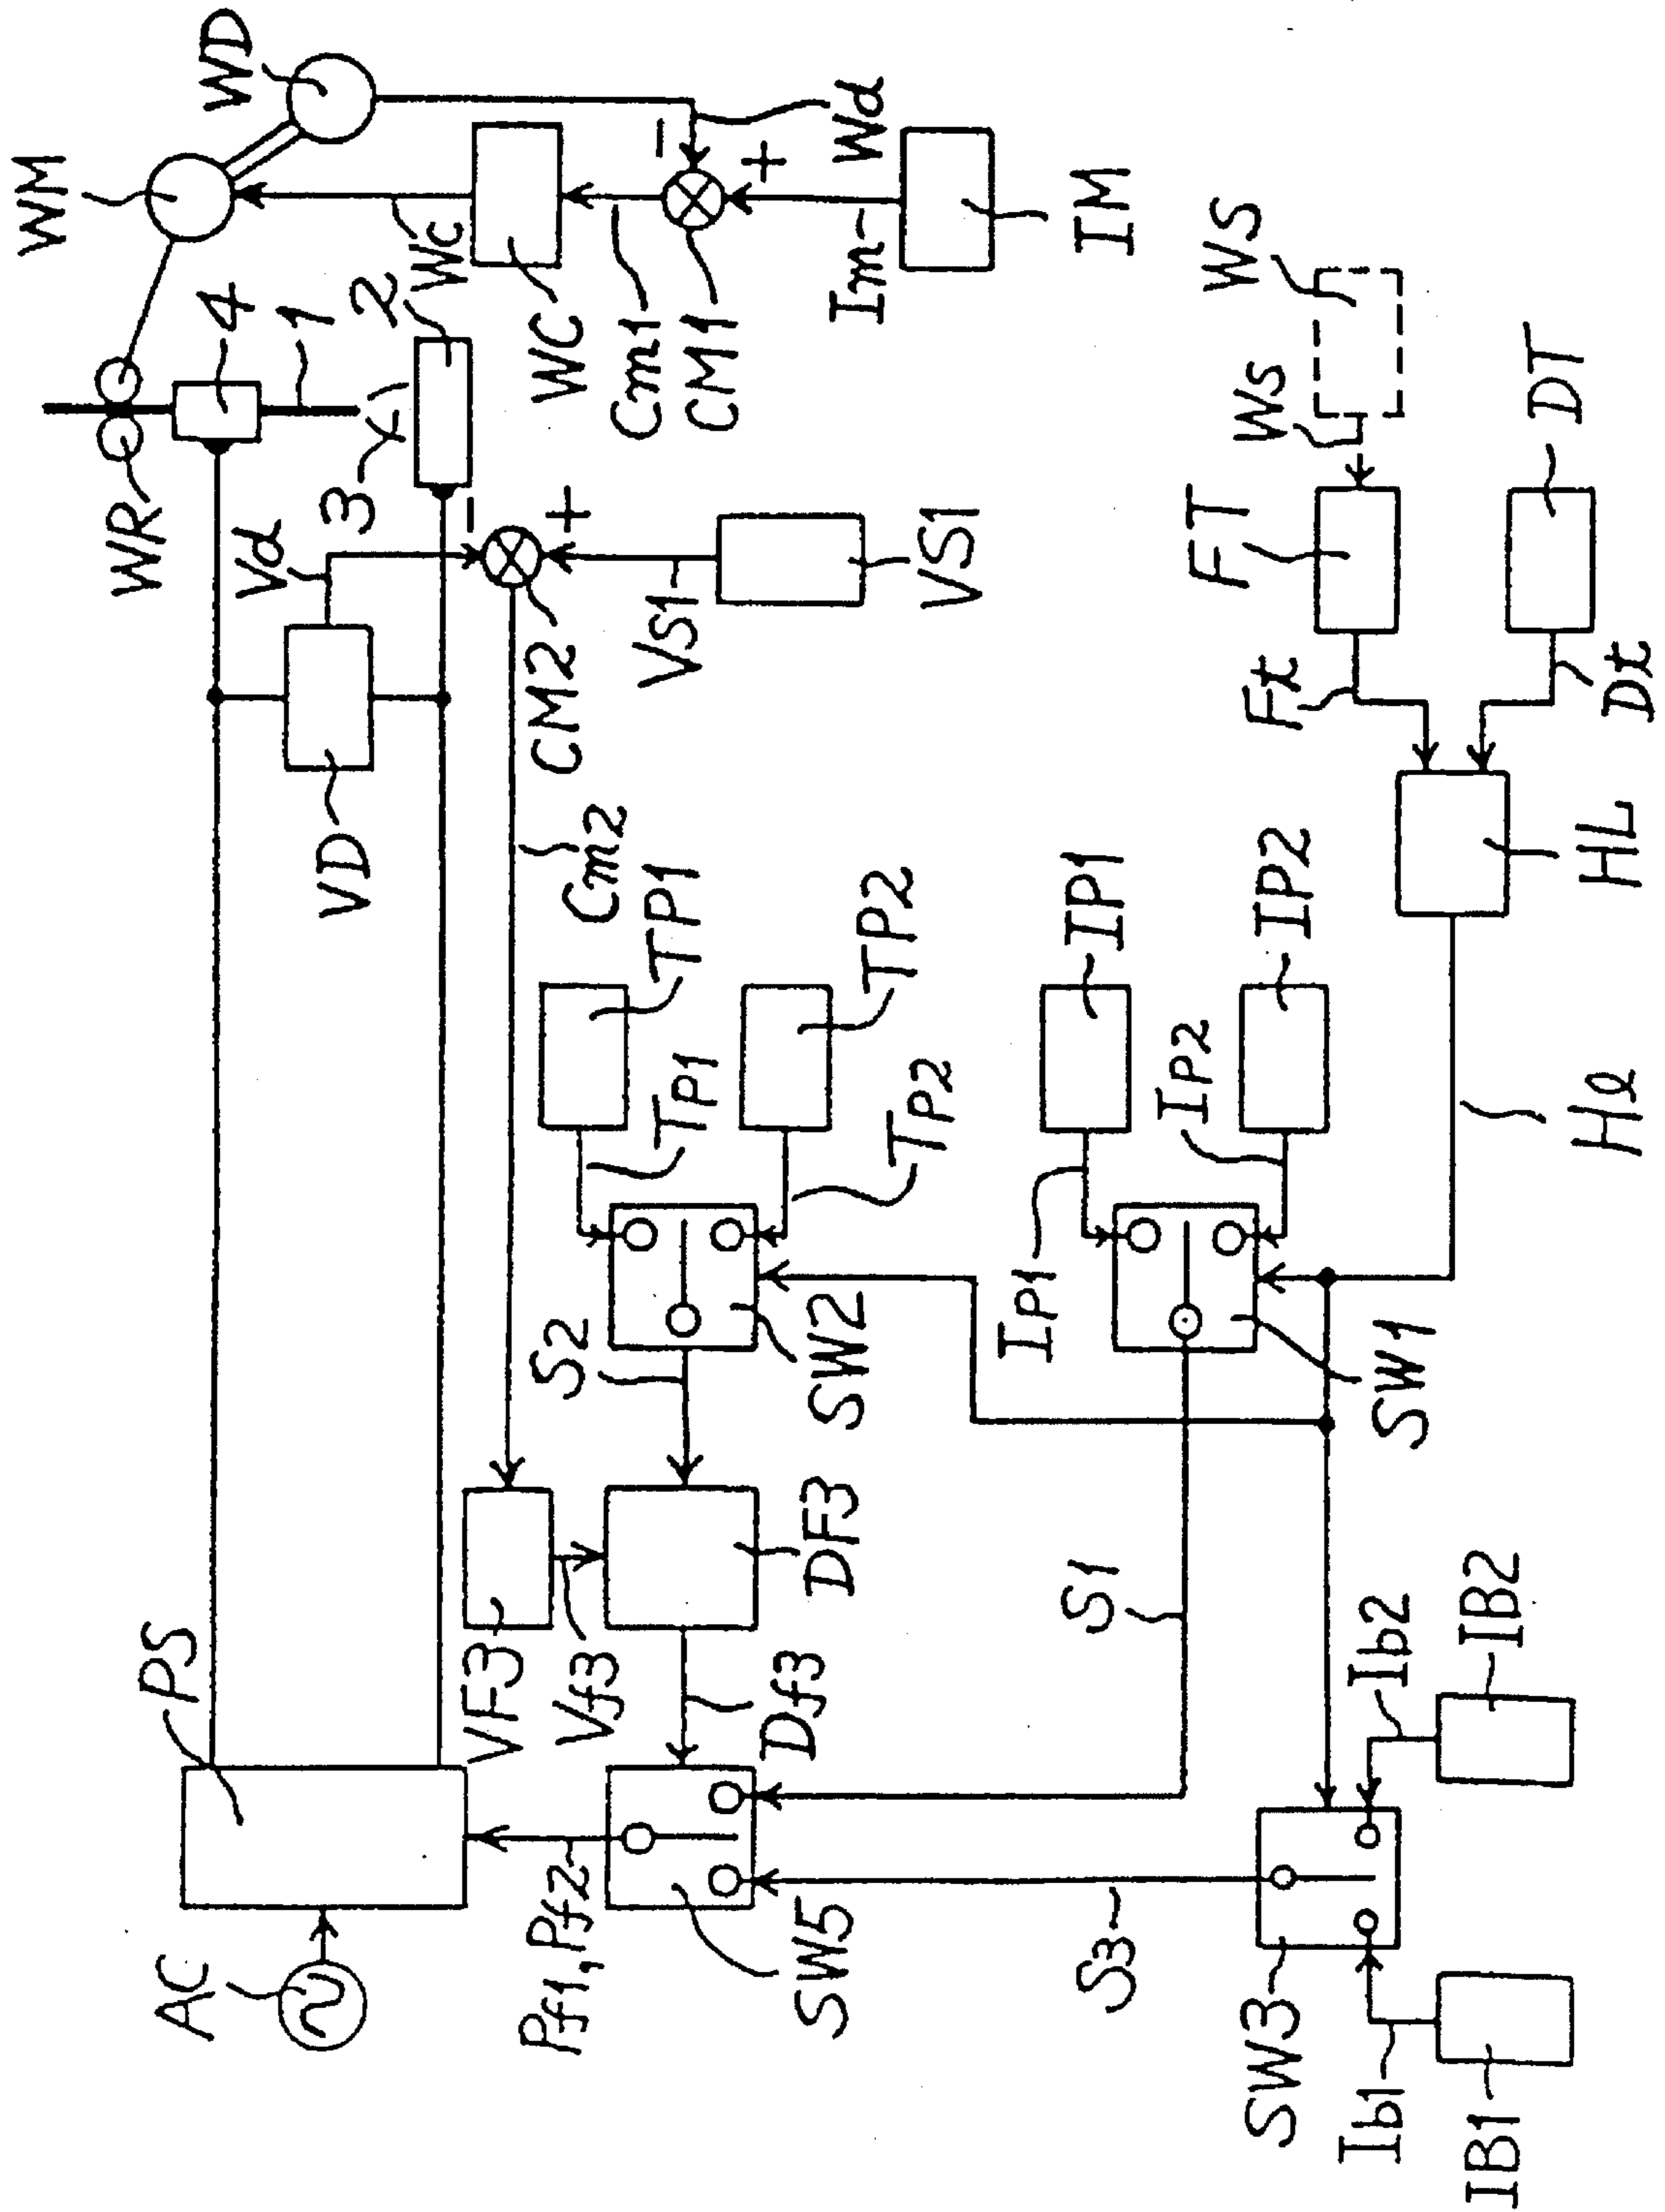 AC
PS
VD
Vd
WR
WM
WD
4
1
3
2
Wc
WC
Cm1
CM1
−
+
Wd
Im
IM
−
+
CM2
Cm2
Vs1
VS1
VF3
Vf3
Pf1, Pf2
SW5
Df3
DF3
S2
SW2
TP1
Tp1
TP2
Tp2
S1
S3
Ip1
IP1
Ip2
IP2
SW1
SW3
Ib1
IB1
Ib2
IB2
Hl
HL
Ft
FT
Ws
WS
Dt
DT